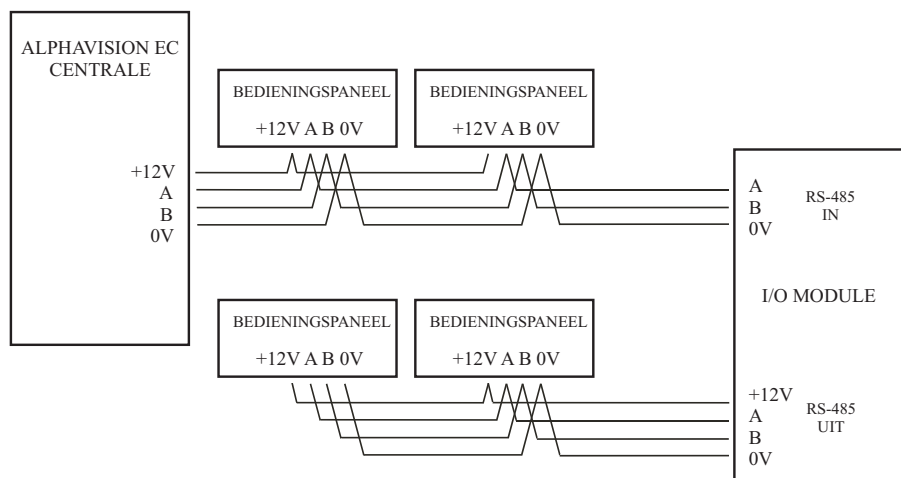 ALPHAVISION EC
CENTRALE
BEDIENINGSPANEEL
+12V A B 0V
BEDIENINGSPANEEL
+12V A B 0V
+12V
A
B
0V
A
B
0V
RS-485
IN
I/O MODULE
BEDIENINGSPANEEL
+12V A B 0V
BEDIENINGSPANEEL
+12V A B 0V
+12V
A
B
0V
RS-485
UIT